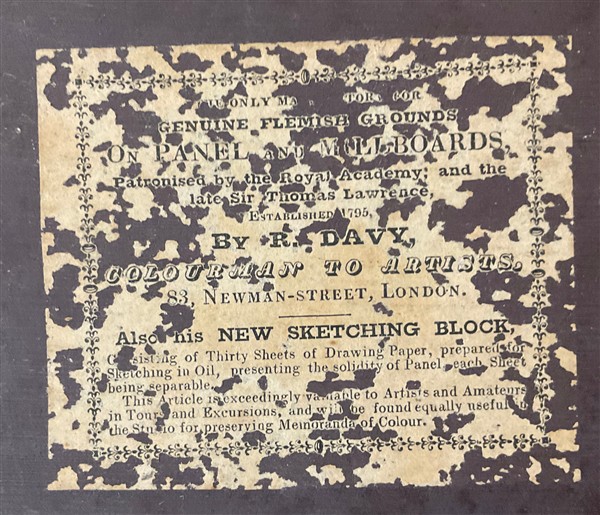 ONLY MA
GENUINE FLEMISH GROUNDS
ON PANEL AND MILLBOARDS,
Patronised by the Royal Academy; and the
late Sir Thomas Lawrence,
ESTABLISHED 1795,
BY R. DAVY,
COLOURMAN TO ARTISTS,
83, NEWMAN-STREET, LONDON.
Also his NEW SKETCHING BLOCK,
Consisting of Thirty Sheets of Drawing Paper, prepared for
Sketching in Oil, presenting the solidity of Panel, each Sheet
being separable.
This Article is exceedingly valuable to Artists and Amateurs
in Tours and Excursions, and will be found equally useful in
the Studio for preserving Memoranda of Colour.